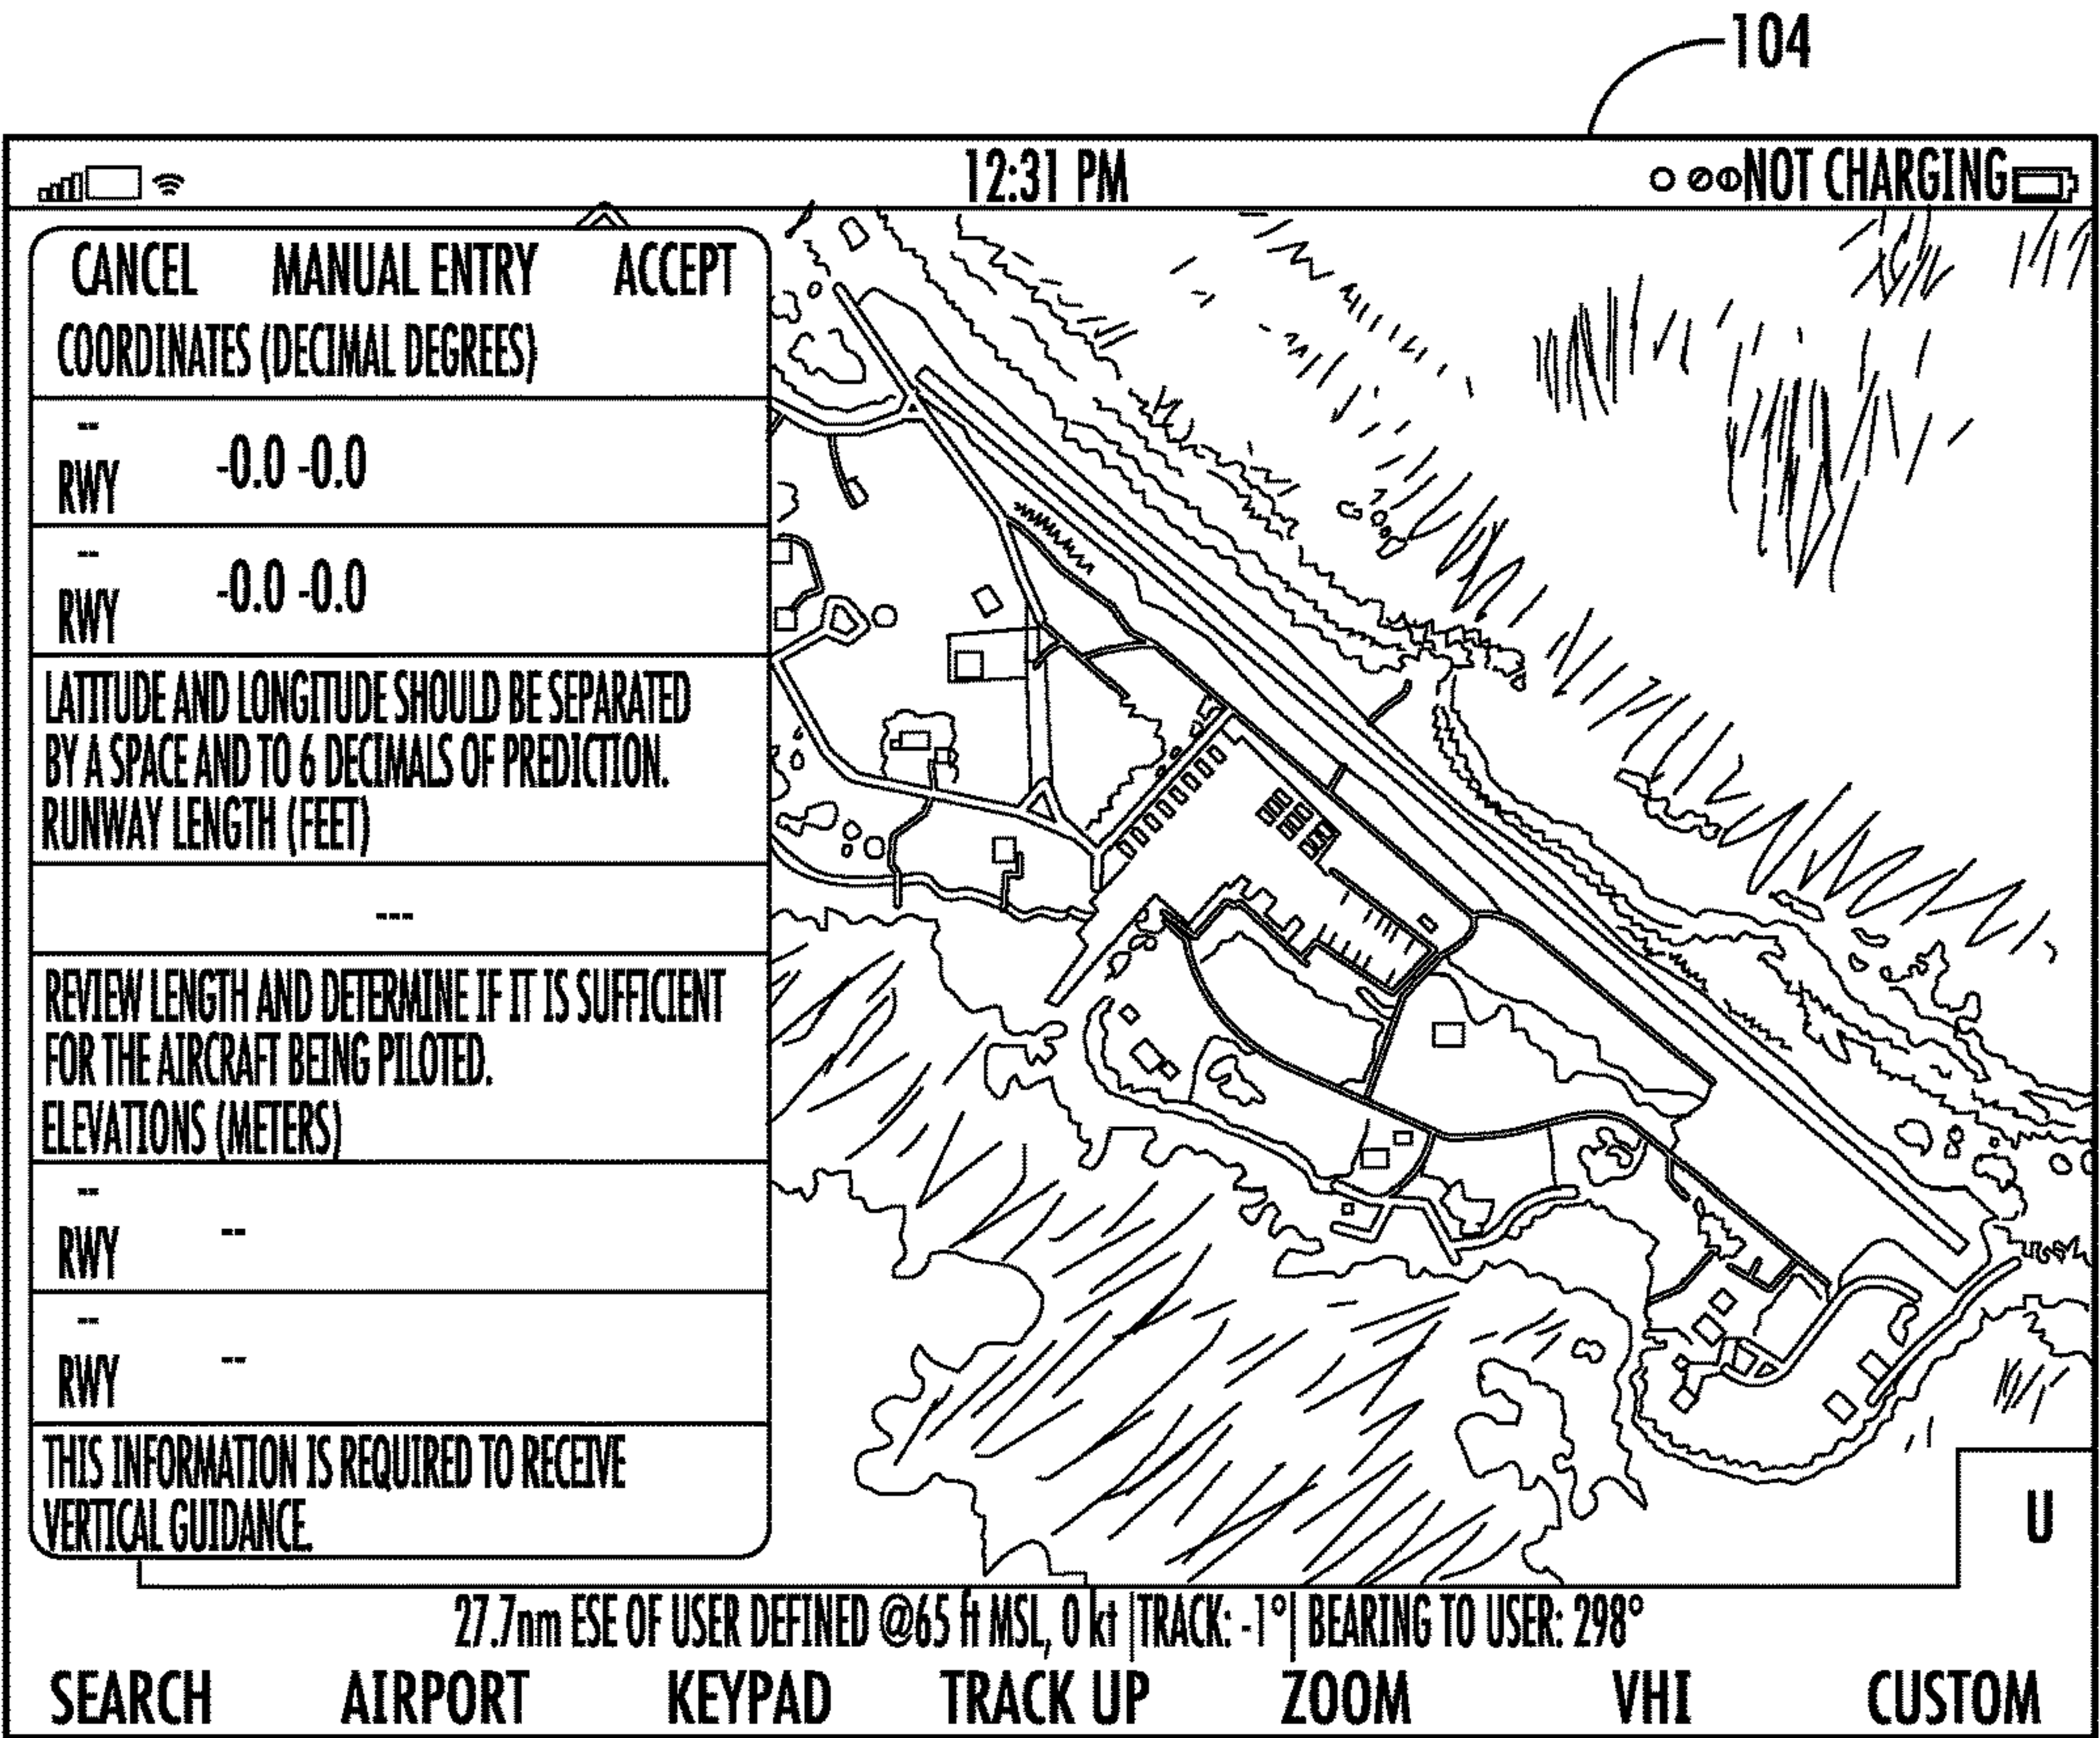 104
12:31 PM
NOT CHARGING
CANCEL MANUAL ENTRY ACCEPT
COORDINATES (DECIMAL DEGREES)
--
RWY -0.0 -0.0
--
RWY -0.0 -0.0
LATITUDE AND LONGITUDE SHOULD BE SEPARATED
BY A SPACE AND TO 6 DECIMALS OF PREDICTION.
RUNWAY LENGTH (FEET)
---
REVIEW LENGTH AND DETERMINE IF IT IS SUFFICIENT
FOR THE AIRCRAFT BEING PILOTED.
ELEVATIONS (METERS)
--
RWY --
--
RWY --
THIS INFORMATION IS REQUIRED TO RECEIVE
VERTICAL GUIDANCE.
U
27.7nm ESE OF USER DEFINED @65 ft MSL, 0 kt |TRACK: -1°| BEARING TO USER: 298°
SEARCH AIRPORT KEYPAD TRACK UP ZOOM VHI CUSTOM